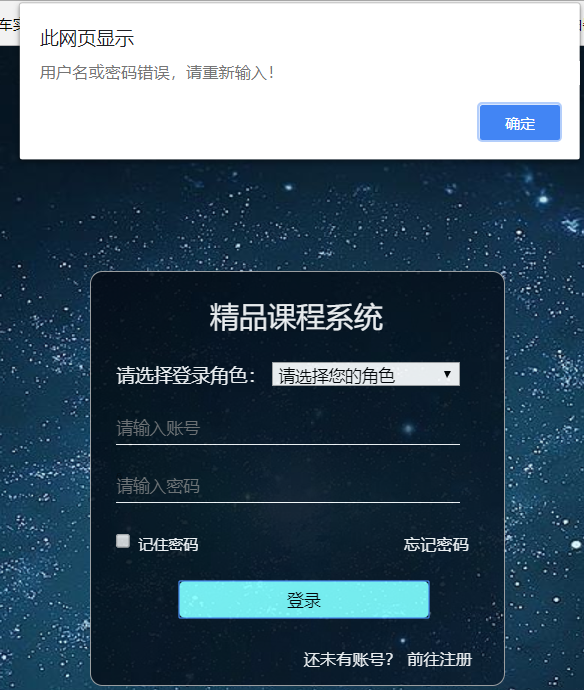 此网页显示
用户名或密码错误，请重新输入！
确定
精品课程系统
请选择登录角色： 请选择您的角色
请输入账号
请输入密码
记住密码 忘记密码
登录
还未有账号？ 前往注册